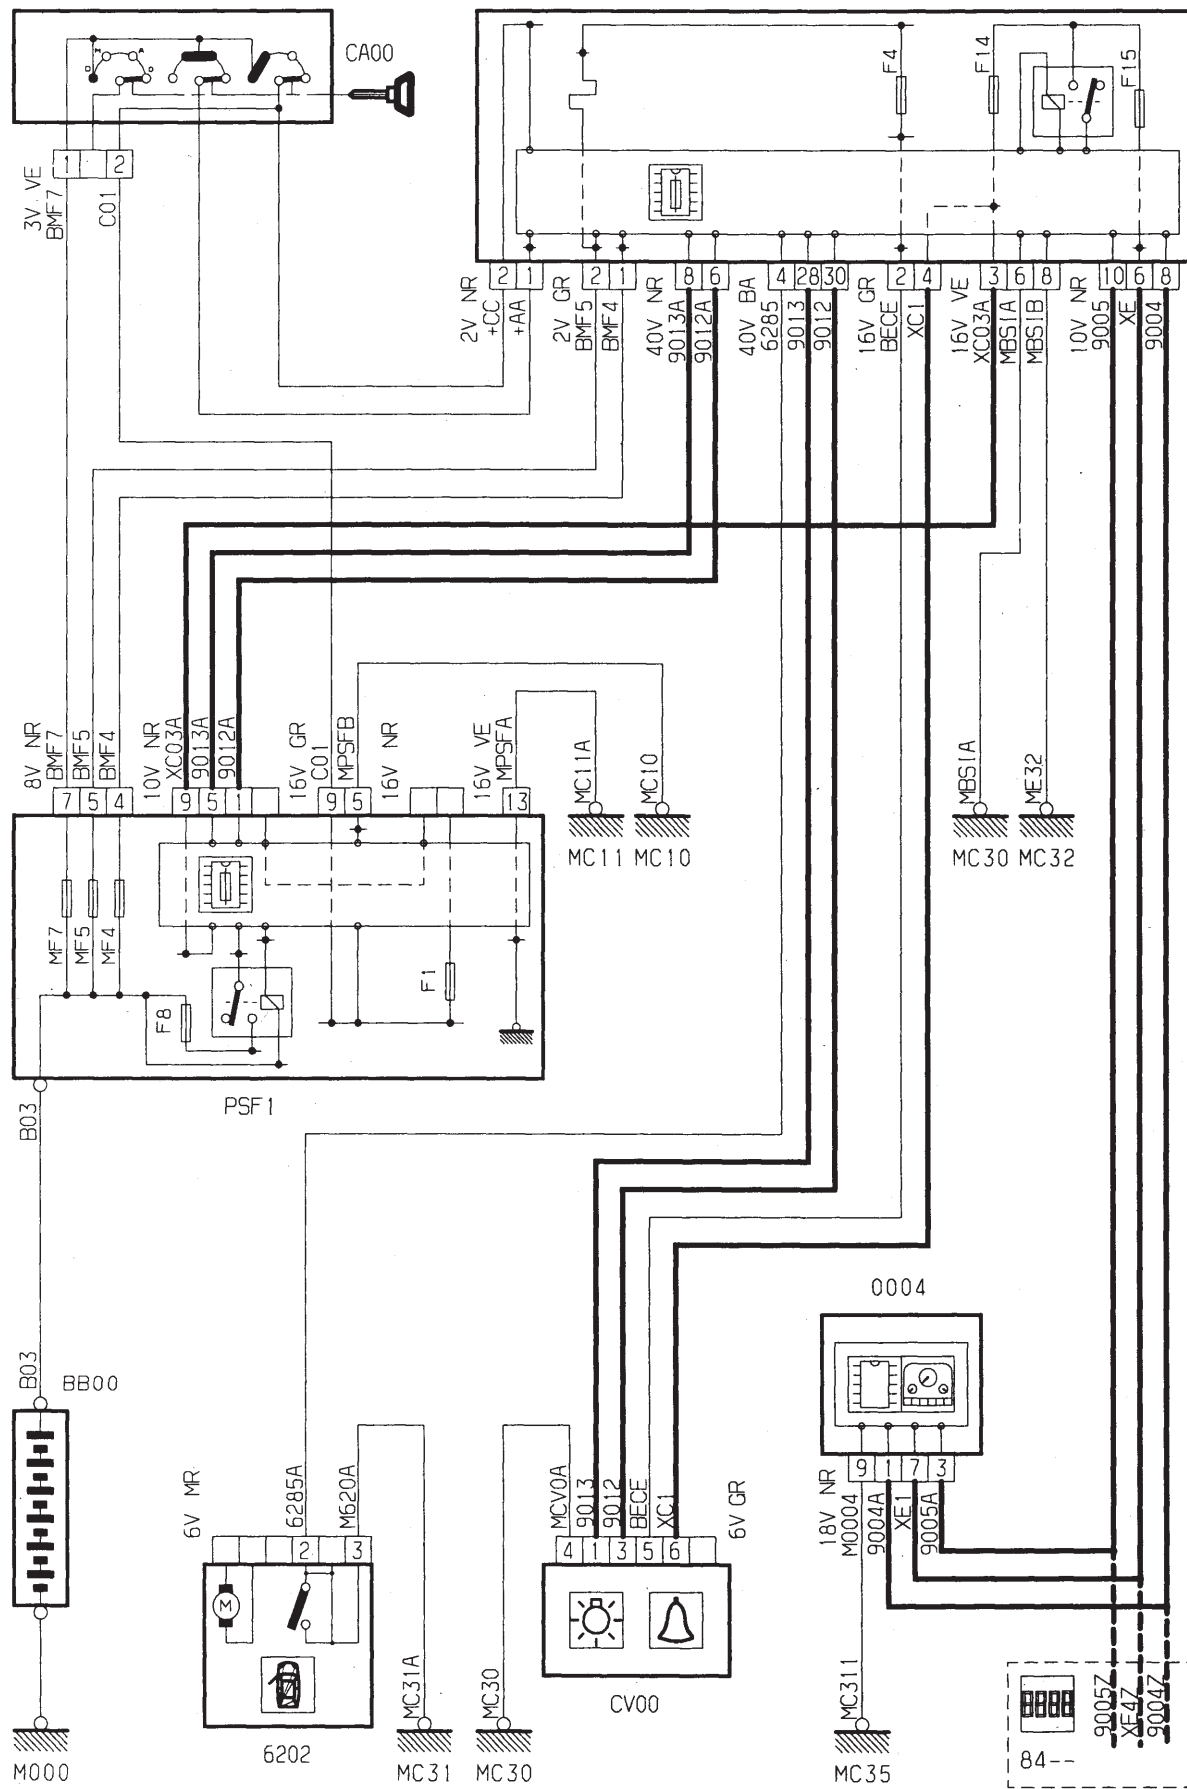 CA00
M
A
D
F4
F14
F15
1
2
3V VE
BMF7
C01
2
1
2
1
8
6
4
28
30
2
4
3
6
8
10
6
8
2V NR
+CC
+AA
2V GR
BMF5
BMF4
40V NR
9013A
9012A
40V BA
6285
9013
9012
16V GR
BECE
XC1
16V VE
XC03A
MBS1A
MBS1B
10V NR
9005
XE
9004
8V NR
BMF7
BMF5
BMF4
10V NR
XC03A
9013A
9012A
16V GR
C01
MPSFB
16V NR
16V VE
MPSFA
MC11A
MC10
MBS1A
ME32
7
5
4
9
5
1
9
5
13
MC11
MC10
MC30
MC32
MF7
MF5
MF4
F8
F1
PSF1
B03
0004
B03
BB00
9
1
7
3
18V NR
M0004
9004A
XE1
9005A
6V MR
6285A
M620A
MCV0A
9013
9012
BECE
XC1
6V GR
2
3
4
1
3
5
6
M
MC31A
MC30
MC311
9005Z
XE4Z
9004Z
84--
M000
6202
MC31
MC30
CV00
MC35